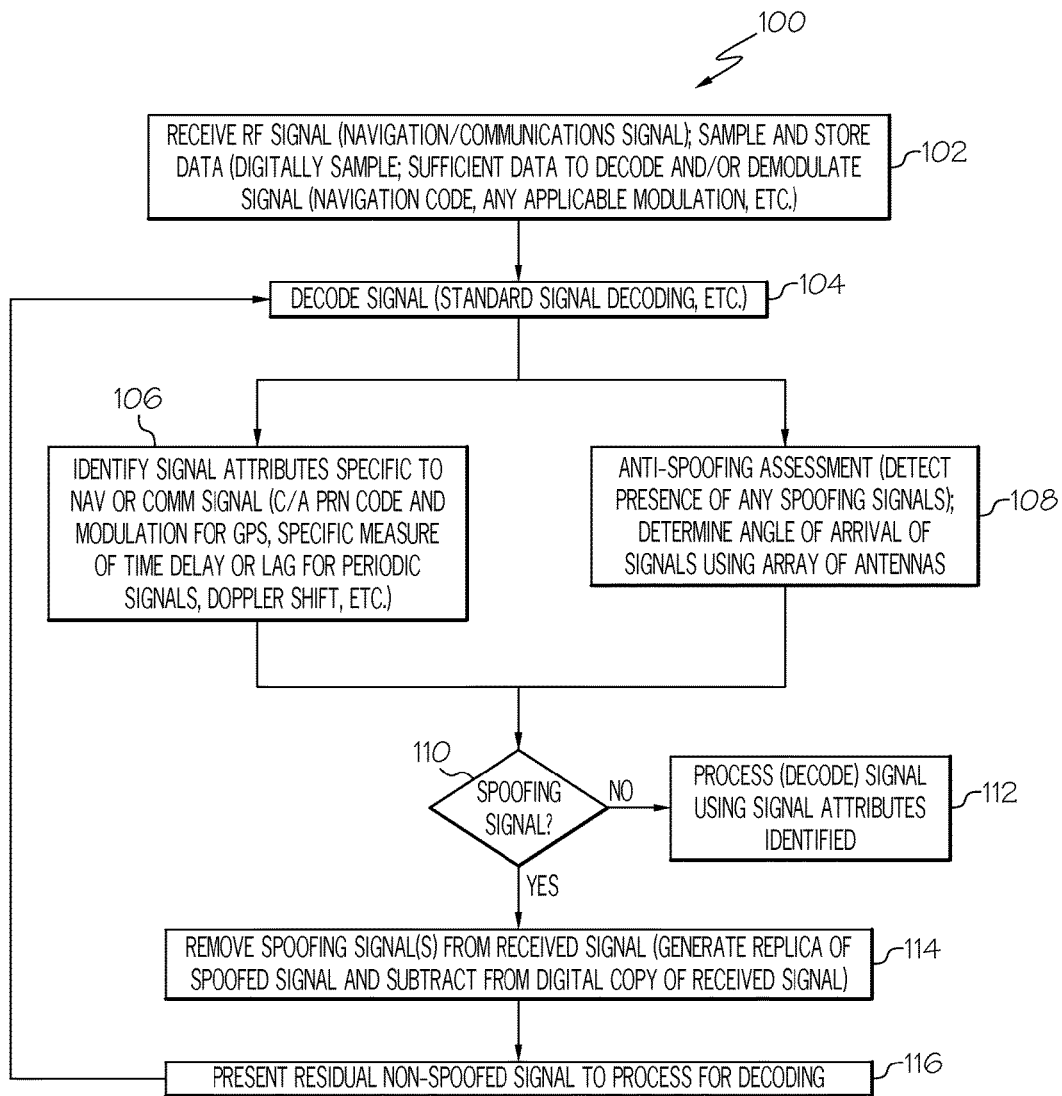 100
RECEIVE RF SIGNAL (NAVIGATION/COMMUNICATIONS SIGNAL); SAMPLE AND STORE
DATA (DIGITALLY SAMPLE; SUFFICIENT DATA TO DECODE AND/OR DEMODULATE
SIGNAL (NAVIGATION CODE, ANY APPLICABLE MODULATION, ETC.)
102
DECODE SIGNAL (STANDARD SIGNAL DECODING, ETC.)
104
106
IDENTIFY SIGNAL ATTRIBUTES SPECIFIC TO
NAV OR COMM SIGNAL (C/A PRN CODE AND
MODULATION FOR GPS, SPECIFIC MEASURE
OF TIME DELAY OR LAG FOR PERIODIC
SIGNALS, DOPPLER SHIFT, ETC.)
ANTI-SPOOFING ASSESSMENT (DETECT
PRESENCE OF ANY SPOOFING SIGNALS);
DETERMINE ANGLE OF ARRIVAL OF
SIGNALS USING ARRAY OF ANTENNAS
108
110
SPOOFING
SIGNAL?
NO
PROCESS (DECODE) SIGNAL
USING SIGNAL ATTRIBUTES
IDENTIFIED
112
YES
REMOVE SPOOFING SIGNAL(S) FROM RECEIVED SIGNAL (GENERATE REPLICA OF
SPOOFED SIGNAL AND SUBTRACT FROM DIGITAL COPY OF RECEIVED SIGNAL)
114
PRESENT RESIDUAL NON-SPOOFED SIGNAL TO PROCESS FOR DECODING
116